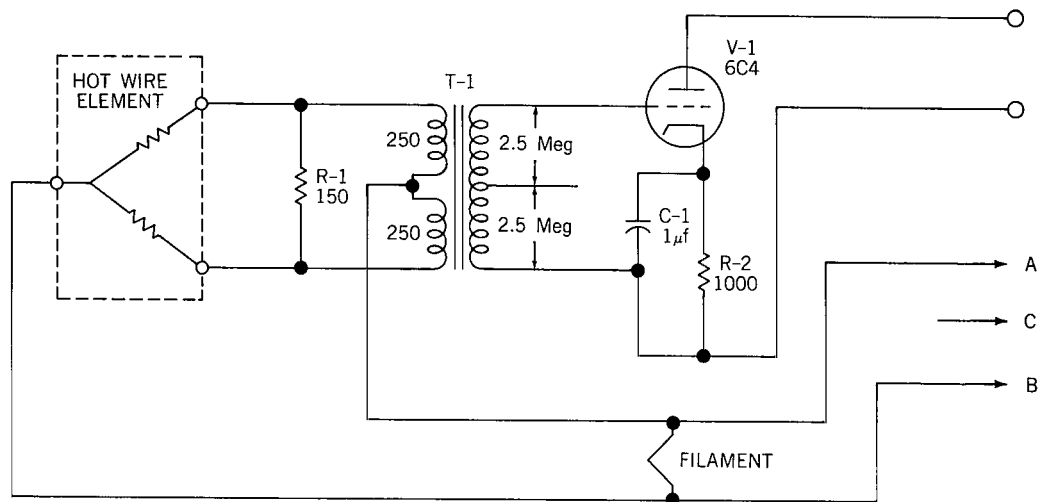 HOT WIRE
ELEMENT
R-1
150
T-1
250
250
2.5 Meg
2.5 Meg
V-1
6C4
C-1
1µf
R-2
1000
A
C
B
FILAMENT